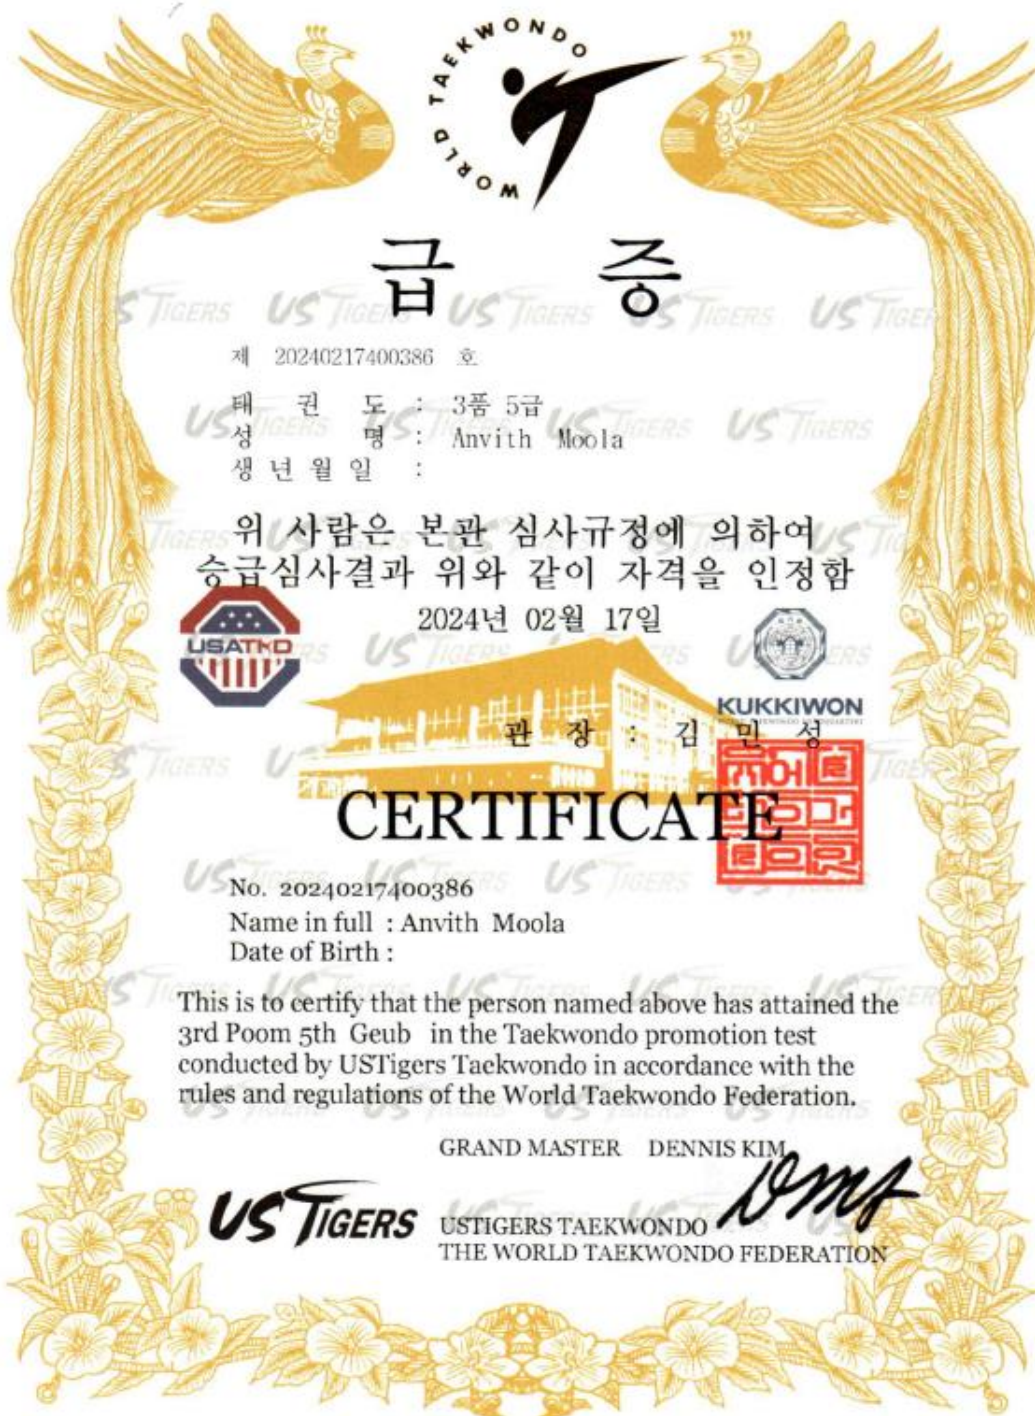 WORLD TAEKWONDO
급 증
제 20240217400386 호
태 권 도 : 3품 5급
성 명 : Anvith Moola
생 년 월 일 :
위 사람은 본관 심사규정에 의하여
승급심사결과 위와 같이 자격을 인정함
2024년 02월 17일
USATKD
KUKKIWON
WORLD TAEKWONDO HEADQUARTERS
관 장 : 김 민 성
CERTIFICATE
No. 20240217400386
Name in full : Anvith Moola
Date of Birth :
This is to certify that the person named above has attained the
3rd Poom 5th Geub in the Taekwondo promotion test
conducted by USTigers Taekwondo in accordance with the
rules and regulations of the World Taekwondo Federation.
GRAND MASTER DENNIS KIM
US TIGERS
USTIGERS TAEKWONDO
THE WORLD TAEKWONDO FEDERATION